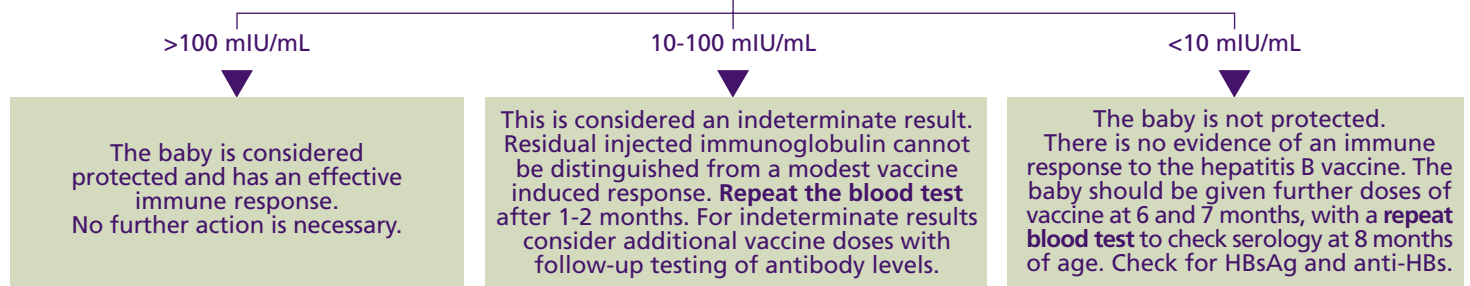 >100 mIU/mL
10-100 mIU/mL
<10 mIU/mL
The baby is considered
protected and has an effective
immune response.
No further action is necessary.
This is considered an indeterminate result.
Residual injected immunoglobulin cannot
be distinguished from a modest vaccine
induced response. Repeat the blood test
after 1-2 months. For indeterminate results
consider additional vaccine doses with
follow-up testing of antibody levels.
The baby is not protected.
There is no evidence of an immune
response to the hepatitis B vaccine. The
baby should be given further doses of
vaccine at 6 and 7 months, with a repeat
blood test to check serology at 8 months
of age. Check for HBsAg and anti-HBs.